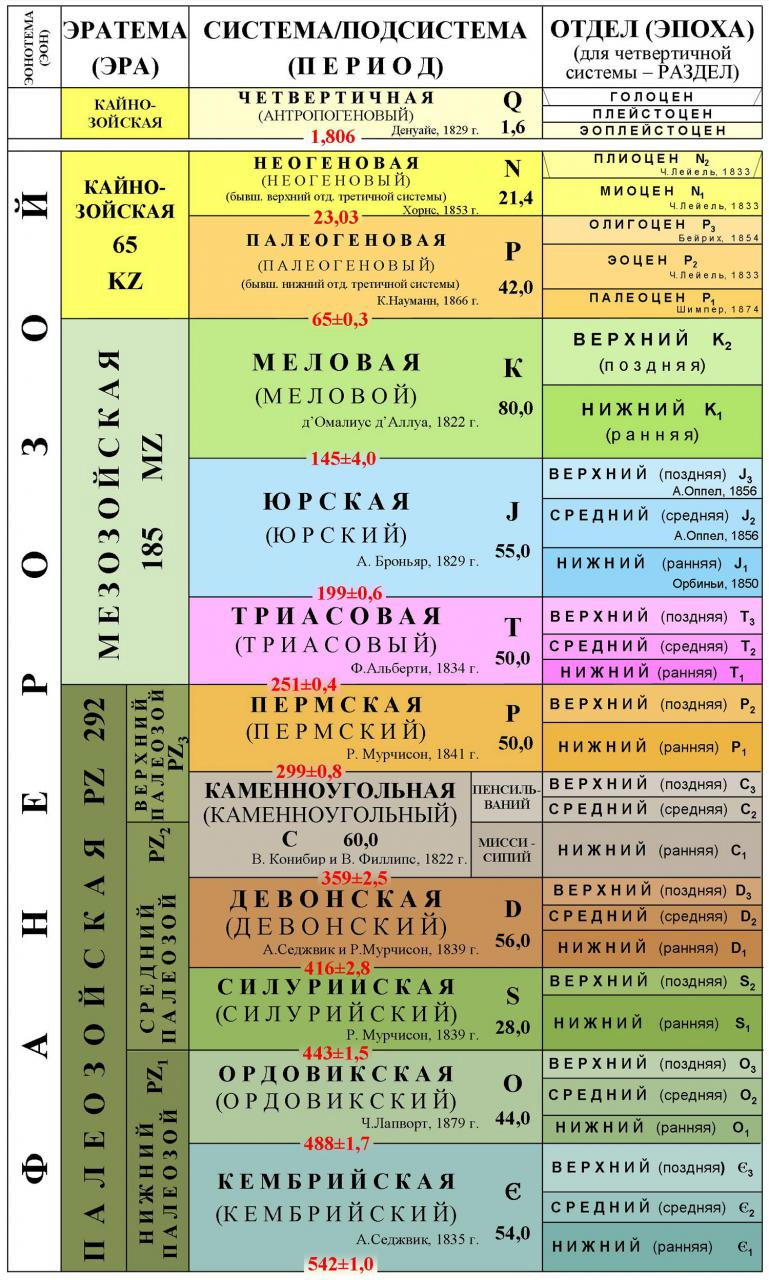 ЭОНОТЕМА
(ЭОН)
ЭРАТЕМА
(ЭРА)
СИСТЕМА/ПОДСИСТЕМА
(ПЕРИОД)
ОТДЕЛ (ЭПОХА)
(для четвертичной
системы – РАЗДЕЛ)
ФАНЕРОЗОЙ
КАЙНО-
ЗОЙСКАЯ
ЧЕТВЕРТИЧНАЯ
(АНТРОПОГЕНОВЫЙ)
Денуайе, 1829 г.
Q
1,6
1,806
ГОЛОЦЕН
ПЛЕЙСТОЦЕН
ЭОПЛЕЙСТОЦЕН
КАЙНО-
ЗОЙСКАЯ
65
KZ
НЕОГЕНОВАЯ
(НЕОГЕНОВЫЙ)
(бывш. верхний отд. третичной системы)
Хорнс, 1853 г.
N
21,4
23,03
ПЛИОЦЕН N2
Ч.Лейель, 1833
МИОЦЕН N1
Ч.Лейель, 1833
ПАЛЕОГЕНОВАЯ
(ПАЛЕОГЕНОВЫЙ)
(бывш. нижний отд. третичной системы)
К.Науманн, 1866 г.
P
42,0
65±0,3
ОЛИГОЦЕН P3
Бейрих, 1854
ЭОЦЕН P2
Ч.Лейель, 1833
ПАЛЕОЦЕН P1
Шимпер, 1874
МЕЗОЗОЙСКАЯ
185 MZ
МЕЛОВАЯ
(МЕЛОВОЙ)
д’Омалиус д’Аллуа, 1822 г.
К
80,0
145±4,0
ВЕРХНИЙ K2
(поздняя)
НИЖНИЙ K1
(ранняя)
ЮРСКАЯ
(ЮРСКИЙ)
А. Броньяр, 1829 г.
J
55,0
199±0,6
ВЕРХНИЙ (поздняя) J3
А.Оппел, 1856
СРЕДНИЙ (средняя) J2
А.Оппел, 1856
НИЖНИЙ (ранняя) J1
Орбиньи, 1850
ТРИАСОВАЯ
(ТРИАСОВЫЙ)
Ф.Альберти, 1834 г.
Т
50,0
251±0,4
ВЕРХНИЙ (поздняя) T3
СРЕДНИЙ (средняя) T2
НИЖНИЙ (ранняя) T1
ПАЛЕОЗОЙСКАЯ PZ 292
ВЕРХНИЙ
ПАЛЕОЗОЙ
PZ3
ПЕРМСКАЯ
(ПЕРМСКИЙ)
Р. Мурчисон, 1841 г.
Р
50,0
299±0,8
ВЕРХНИЙ (поздняя) P2
НИЖНИЙ (ранняя) P1
КАМЕННОУГОЛЬНАЯ
(КАМЕННОУГОЛЬНЫЙ)
С 60,0
В. Конибир и В. Филлипс, 1822 г.
ПЕНСИЛЬ-
ВАНИЙ
МИССИ-
СИПИЙ
359±2,5
ВЕРХНИЙ (поздняя) C3
СРЕДНИЙ (средняя) C2
НИЖНИЙ (ранняя) C1
СРЕДНИЙ PZ2
ПАЛЕОЗОЙ
ДЕВОНСКАЯ
(ДЕВОНСКИЙ)
А.Седжвик и Р.Мурчисон, 1839 г.
D
56,0
416±2,8
ВЕРХНИЙ (поздняя) D3
СРЕДНИЙ (средняя) D2
НИЖНИЙ (ранняя) D1
СИЛУРИЙСКАЯ
(СИЛУРИЙСКИЙ)
Р. Мурчисон, 1839 г.
S
28,0
443±1,5
ВЕРХНИЙ (поздняя) S2
НИЖНИЙ (ранняя) S1
НИЖНИЙ PZ1
ПАЛЕОЗОЙ
ОРДОВИКСКАЯ
(ОРДОВИКСКИЙ)
Ч.Лапворт, 1879 г.
О
44,0
488±1,7
ВЕРХНИЙ (поздняя) O3
СРЕДНИЙ (средняя) O2
НИЖНИЙ (ранняя) O1
КЕМБРИЙСКАЯ
(КЕМБРИЙСКИЙ)
А.Седжвик, 1835 г.
Є
54,0
542±1,0
ВЕРХНИЙ (поздняя) Є3
СРЕДНИЙ (средняя) Є2
НИЖНИЙ (ранняя) Є1